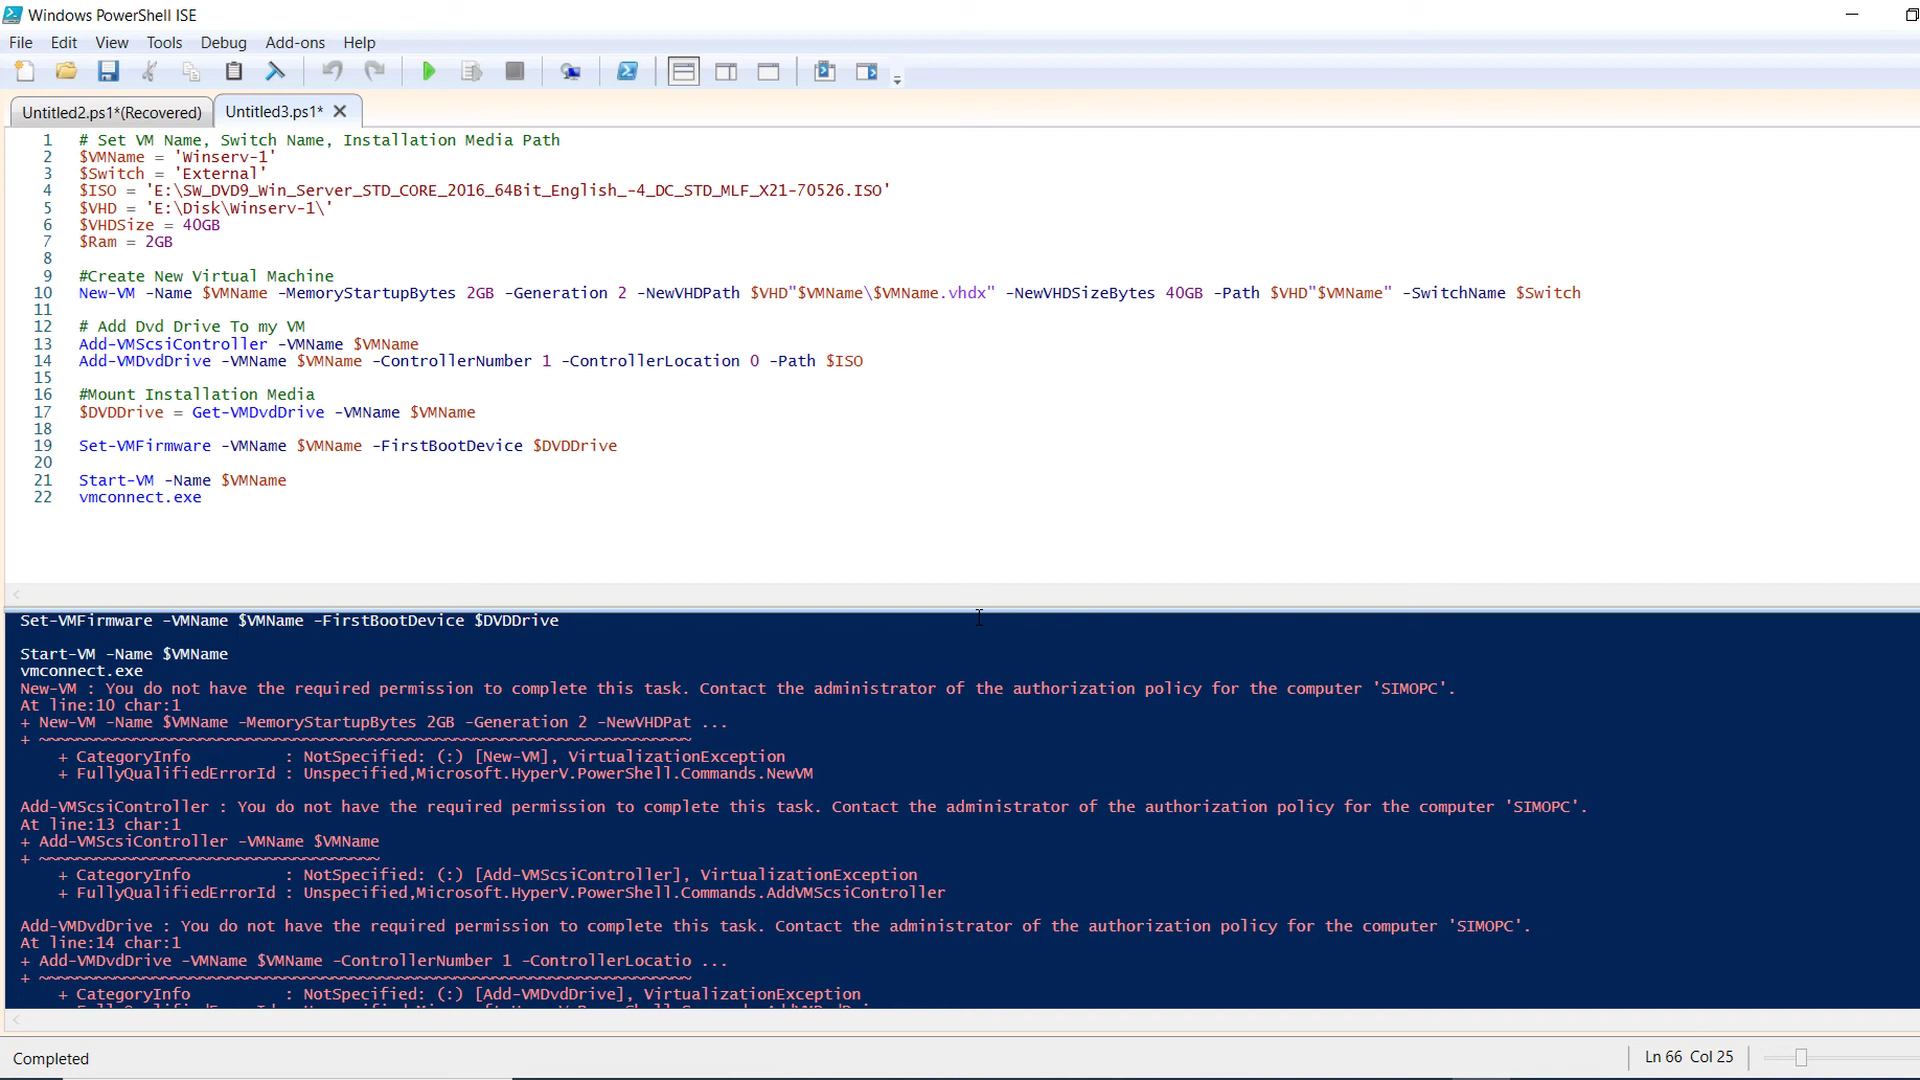 Windows PowerShell ISE
File Edit View Tools Debug Add-ons Help
Untitled2.ps1*(Recovered) Untitled3.ps1*
1 # Set VM Name, Switch Name, Installation Media Path
2 $VMName = 'Winserv-1'
3 $Switch = 'External'
4 $ISO = 'E:\SW_DVD9_Win_Server_STD_CORE_2016_64Bit_English_-4_DC_STD_MLF_X21-70526.ISO'
5 $VHD = 'E:\Disk\Winserv-1\'
6 $VHDSize = 40GB
7 $Ram = 2GB
8
9 #Create New Virtual Machine
10 New-VM -Name $VMName -MemoryStartupBytes 2GB -Generation 2 -NewVHDPath $VHD"$VMName\$VMName.vhdx" -NewVHDSizeBytes 40GB -Path $VHD"$VMName" -SwitchName $Switch
11
12 # Add Dvd Drive To my VM
13 Add-VMScsiController -VMName $VMName
14 Add-VMDvdDrive -VMName $VMName -ControllerNumber 1 -ControllerLocation 0 -Path $ISO
15
16 #Mount Installation Media
17 $DVDDrive = Get-VMDvdDrive -VMName $VMName
18
19 Set-VMFirmware -VMName $VMName -FirstBootDevice $DVDDrive
20
21 Start-VM -Name $VMName
22 vmconnect.exe
Set-VMFirmware -VMName $VMName -FirstBootDevice $DVDDrive
Start-VM -Name $VMName
vmconnect.exe
New-VM : You do not have the required permission to complete this task. Contact the administrator of the authorization policy for the computer 'SIMOPC'.
At line:10 char:1
+ New-VM -Name $VMName -MemoryStartupBytes 2GB -Generation 2 -NewVHDPat ...
+ ~~~~~~~~~~~~~~~~~~~~~~~~~~~~~~~~~~~~~~~~~~~~~~~~~~~~~~~~~~~~~~~~~~~~~
+ CategoryInfo : NotSpecified: (:) [New-VM], VirtualizationException
+ FullyQualifiedErrorId : Unspecified,Microsoft.HyperV.PowerShell.Commands.NewVM
Add-VMScsiController : You do not have the required permission to complete this task. Contact the administrator of the authorization policy for the computer 'SIMOPC'.
At line:13 char:1
+ Add-VMScsiController -VMName $VMName
+ ~~~~~~~~~~~~~~~~~~~~~~~~~~~~~~~~~~~~
+ CategoryInfo : NotSpecified: (:) [Add-VMScsiController], VirtualizationException
+ FullyQualifiedErrorId : Unspecified,Microsoft.HyperV.PowerShell.Commands.AddVMScsiController
Add-VMDvdDrive : You do not have the required permission to complete this task. Contact the administrator of the authorization policy for the computer 'SIMOPC'.
At line:14 char:1
+ Add-VMDvdDrive -VMName $VMName -ControllerNumber 1 -ControllerLocatio ...
+ ~~~~~~~~~~~~~~~~~~~~~~~~~~~~~~~~~~~~~~~~~~~~~~~~~~~~~~~~~~~~~~~~~~~~~
+ CategoryInfo : NotSpecified: (:) [Add-VMDvdDrive], VirtualizationException
Completed
Ln 66 Col 25